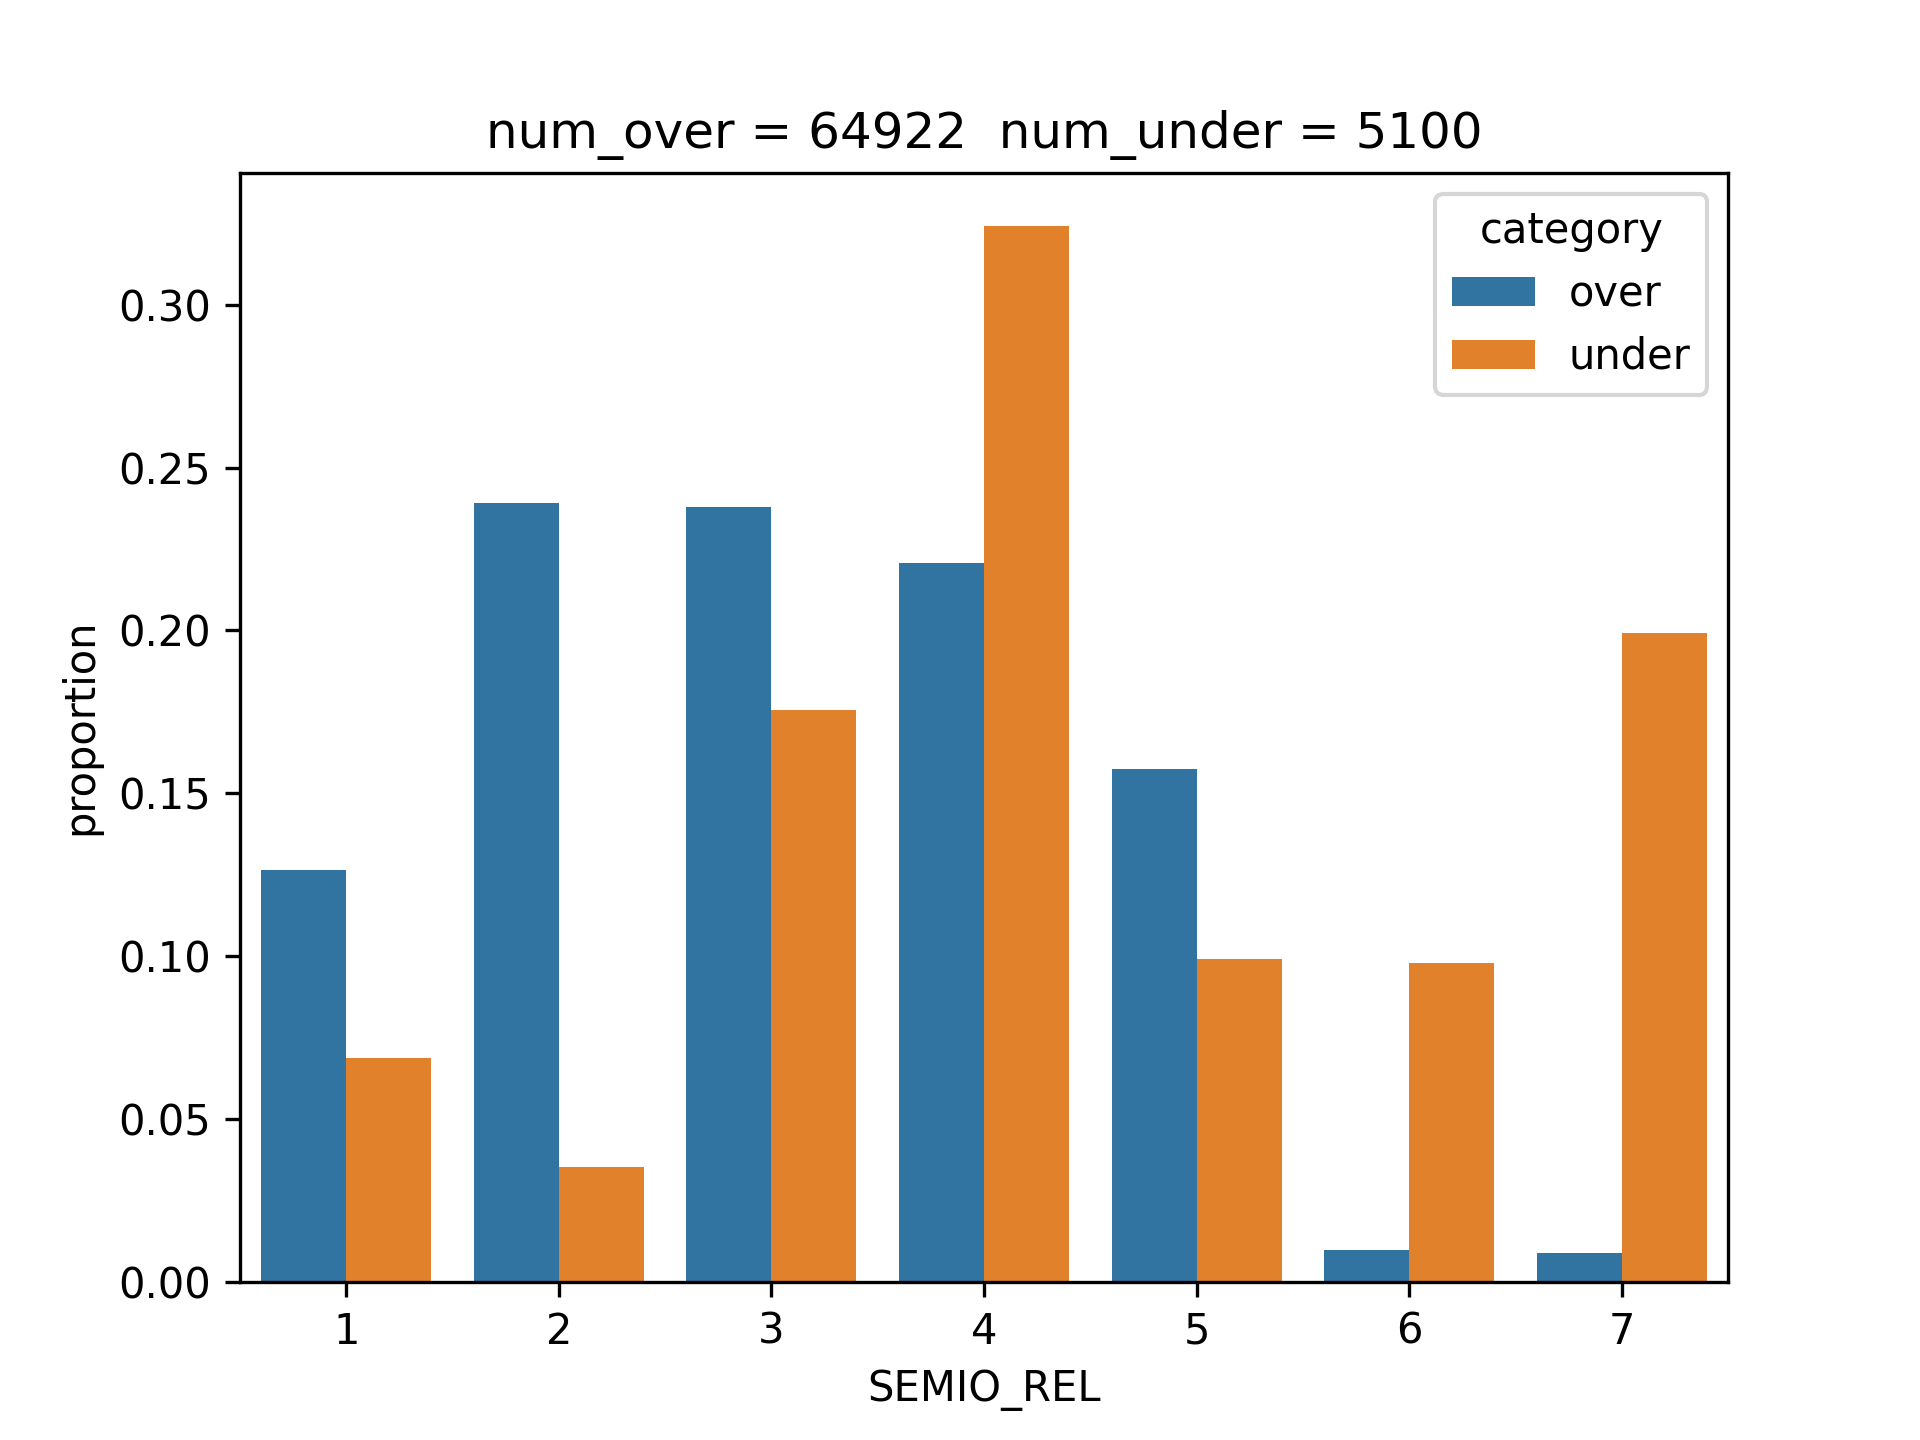 num_over = 64922  num_under = 5100
category
over
under
proportion
0.30
0.25
0.20
0.15
0.10
0.05
0.00
1 2 3 4 5 6 7
SEMIO_REL